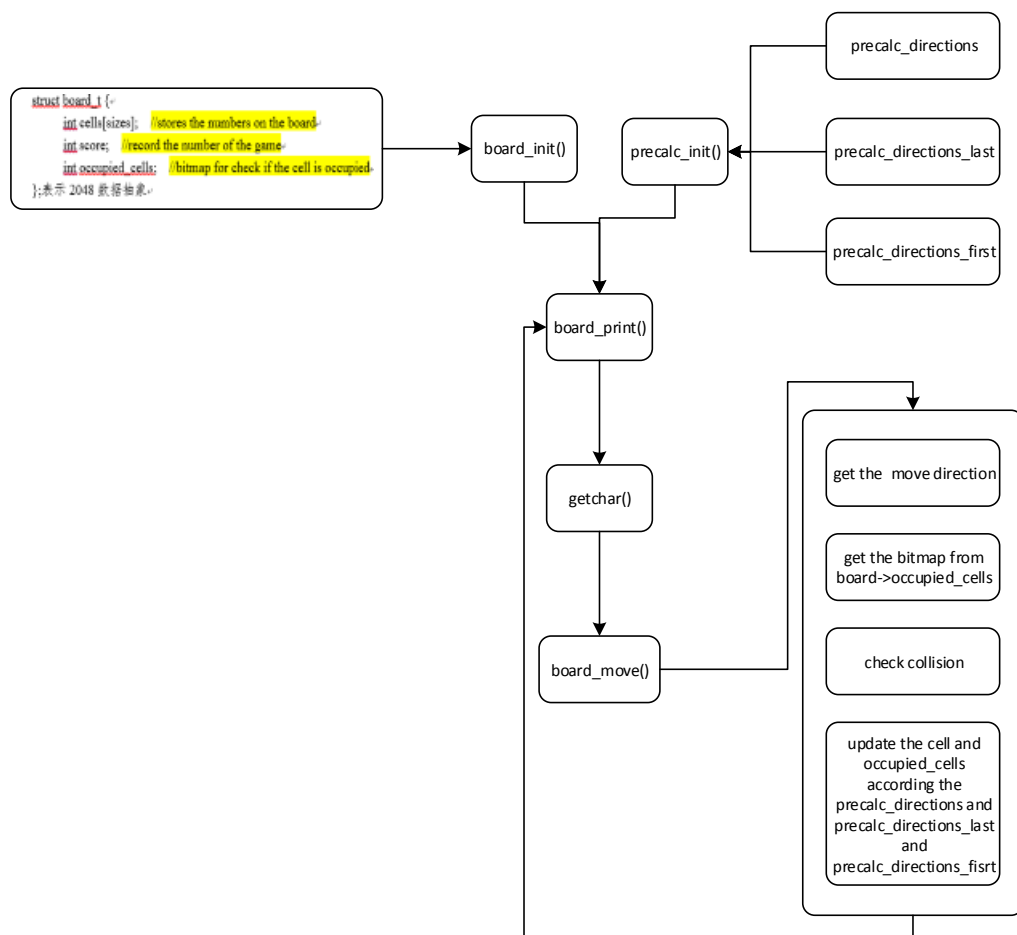 struct board_t {
int cells[sizes]; //stores the numbers on the board
int score; //record the number of the game
int occupied_cells; //bitmap for check if the cell is occupied
};表示 2048 数据抽象
board_init()
precalc_init()
precalc_directions
precalc_directions_last
precalc_directions_first
board_print()
getchar()
board_move()
get the move direction
get the bitmap from
board->occupied_cells
check collision
update the cell and
occupied_cells
according the
precalc_directions and
precalc_directions_last
and
precalc_directions_fisrt